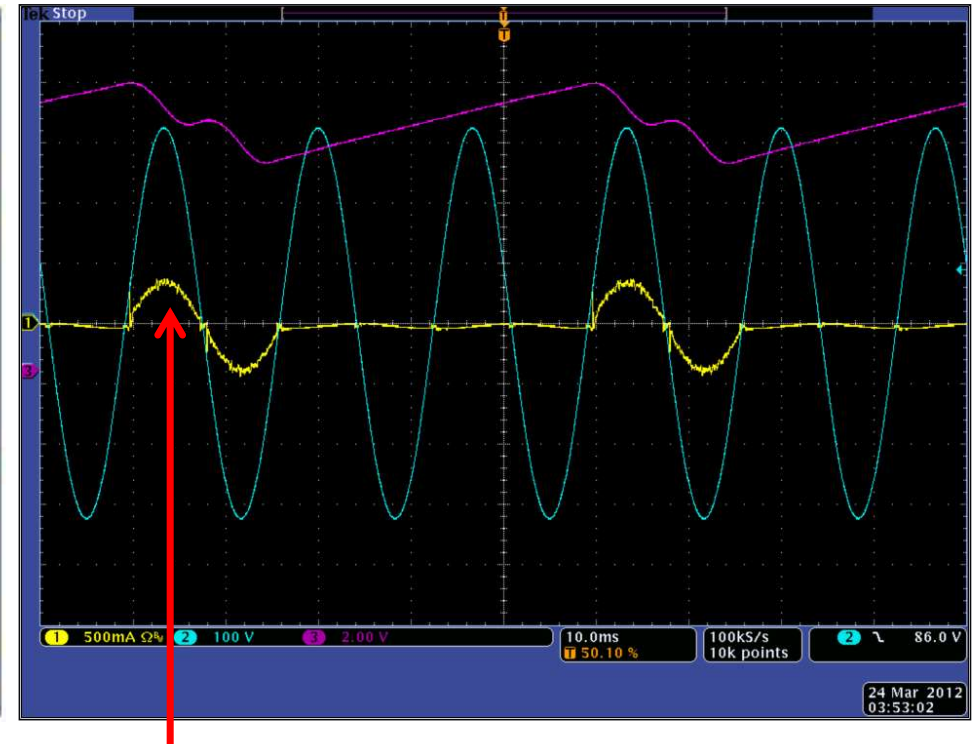 Tek Stop
T
T
1
3
1 500mA Ω 2 100 V 3 2.00 V
10.0ms
T 50.10 %
100kS/s
10k points
2 86.0 V
24 Mar 2012
03:53:02